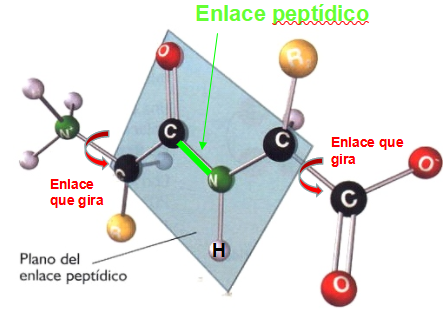 Enlace peptídico
O
R
C
C
N+
Enlace que
gira
O-
C
N
C
Enlace
que gira
R
H
Plano del
enlace peptídico
O